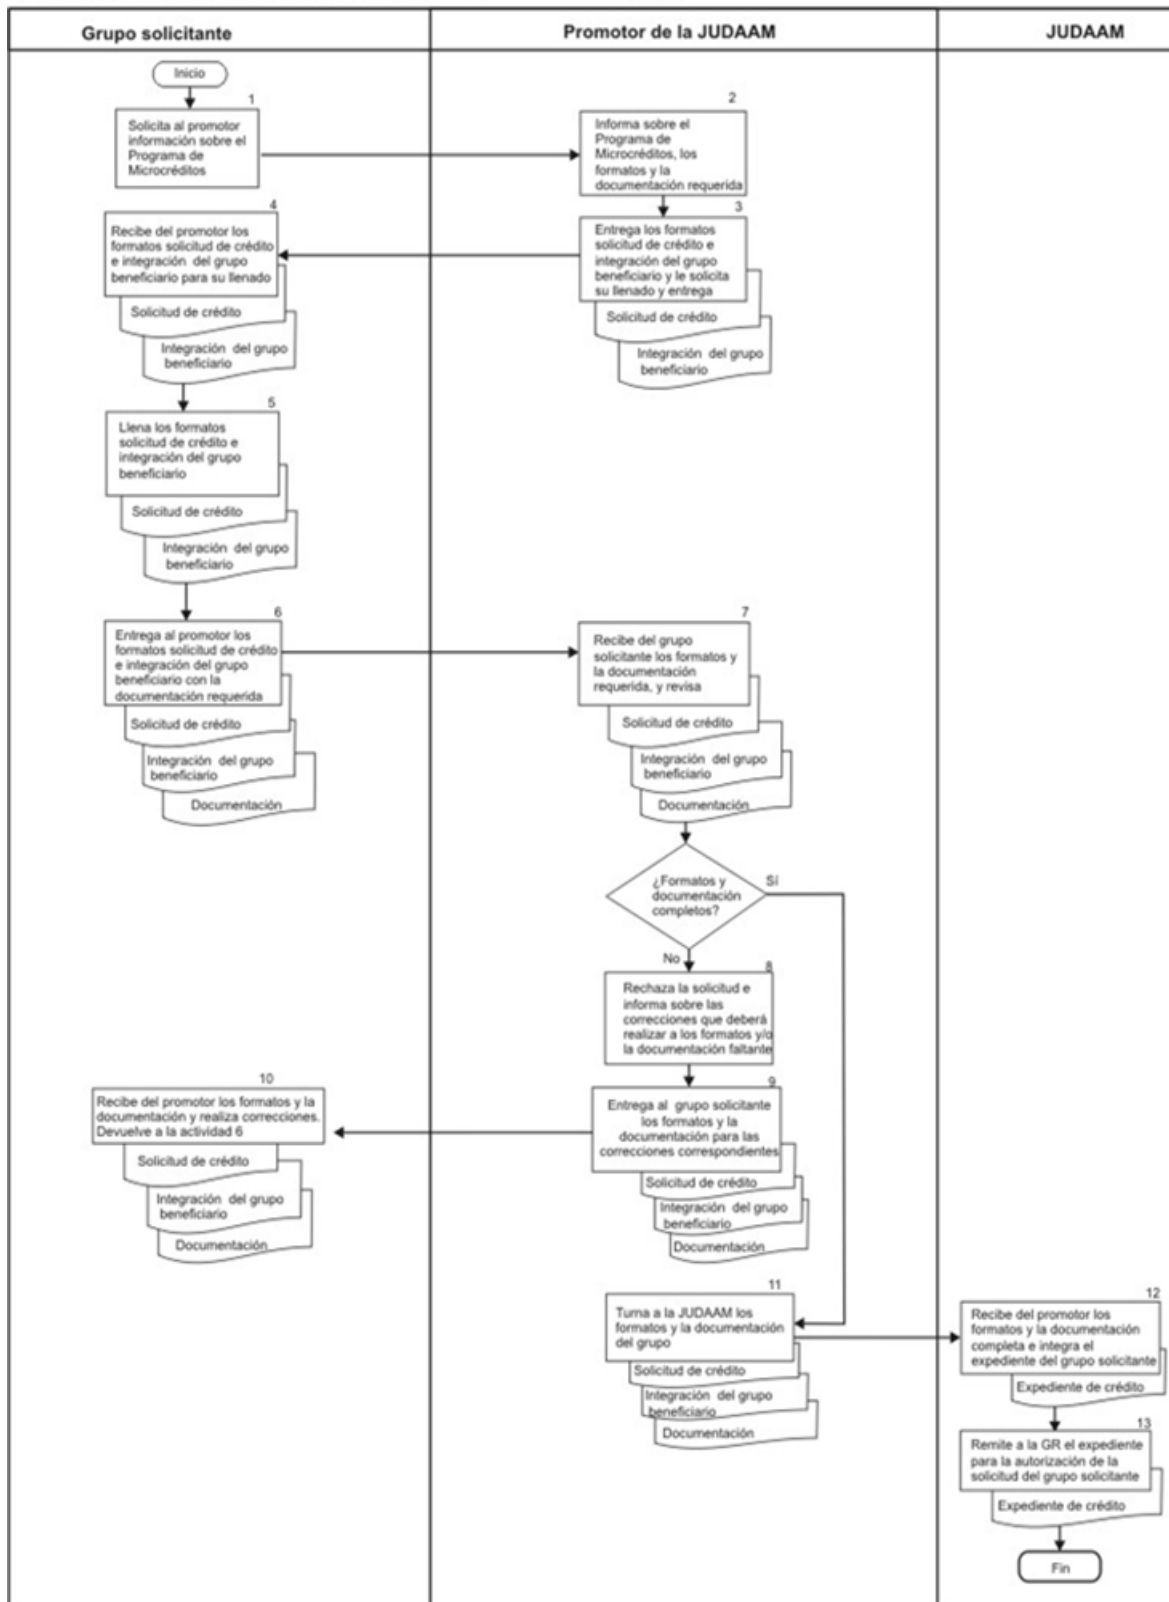 Grupo solicitante
Promotor de la JUDAAM
JUDAAM
Inicio
1
Solicita al promotor
información sobre el
Programa de
Microcréditos
2
Informa sobre el
Programa de
Microcréditos, los
formatos y la
documentación requerida
3
Entrega los formatos
solicitud de crédito e
integración del grupo
beneficiario y le solicita
su llenado y entrega
Solicitud de crédito
Integración del grupo
beneficiario
4
Recibe del promotor los
formatos solicitud de crédito
e integración del grupo
beneficiario para su llenado
Solicitud de crédito
Integración del grupo
beneficiario
5
Llena los formatos
solicitud de crédito e
integración del grupo
beneficiario
Solicitud de crédito
Integración del grupo
beneficiario
6
Entrega al promotor los
formatos solicitud de crédito
e integración del grupo
beneficiario con la
documentación requerida
Solicitud de crédito
Integración del grupo
beneficiario
Documentación
7
Recibe del grupo
solicitante los formatos y
la documentación
requerida, y revisa
Solicitud de crédito
Integración del grupo
beneficiario
Documentación
¿Formatos y
documentación
completos?
Sí
No
8
Rechaza la solicitud e
informa sobre las
correcciones que deberá
realizar a los formatos y/o
la documentación faltante
9
Entrega al grupo solicitante
los formatos y la
documentación para las
correcciones correspondientes
Solicitud de crédito
Integración del grupo
beneficiario
Documentación
10
Recibe del promotor los formatos y la
documentación y realiza correcciones.
Devuelve a la actividad 6
Solicitud de crédito
Integración del grupo
beneficiario
Documentación
11
Turna a la JUDAAM los
formatos y la documentación
del grupo
Solicitud de crédito
Integración del grupo
beneficiario
Documentación
12
Recibe del promotor los
formatos y la documentación
completa e integra el
expediente del grupo solicitante
Expediente de crédito
13
Remite a la GR el expediente
para la autorización de la
solicitud del grupo solicitante
Expediente de crédito
Fin